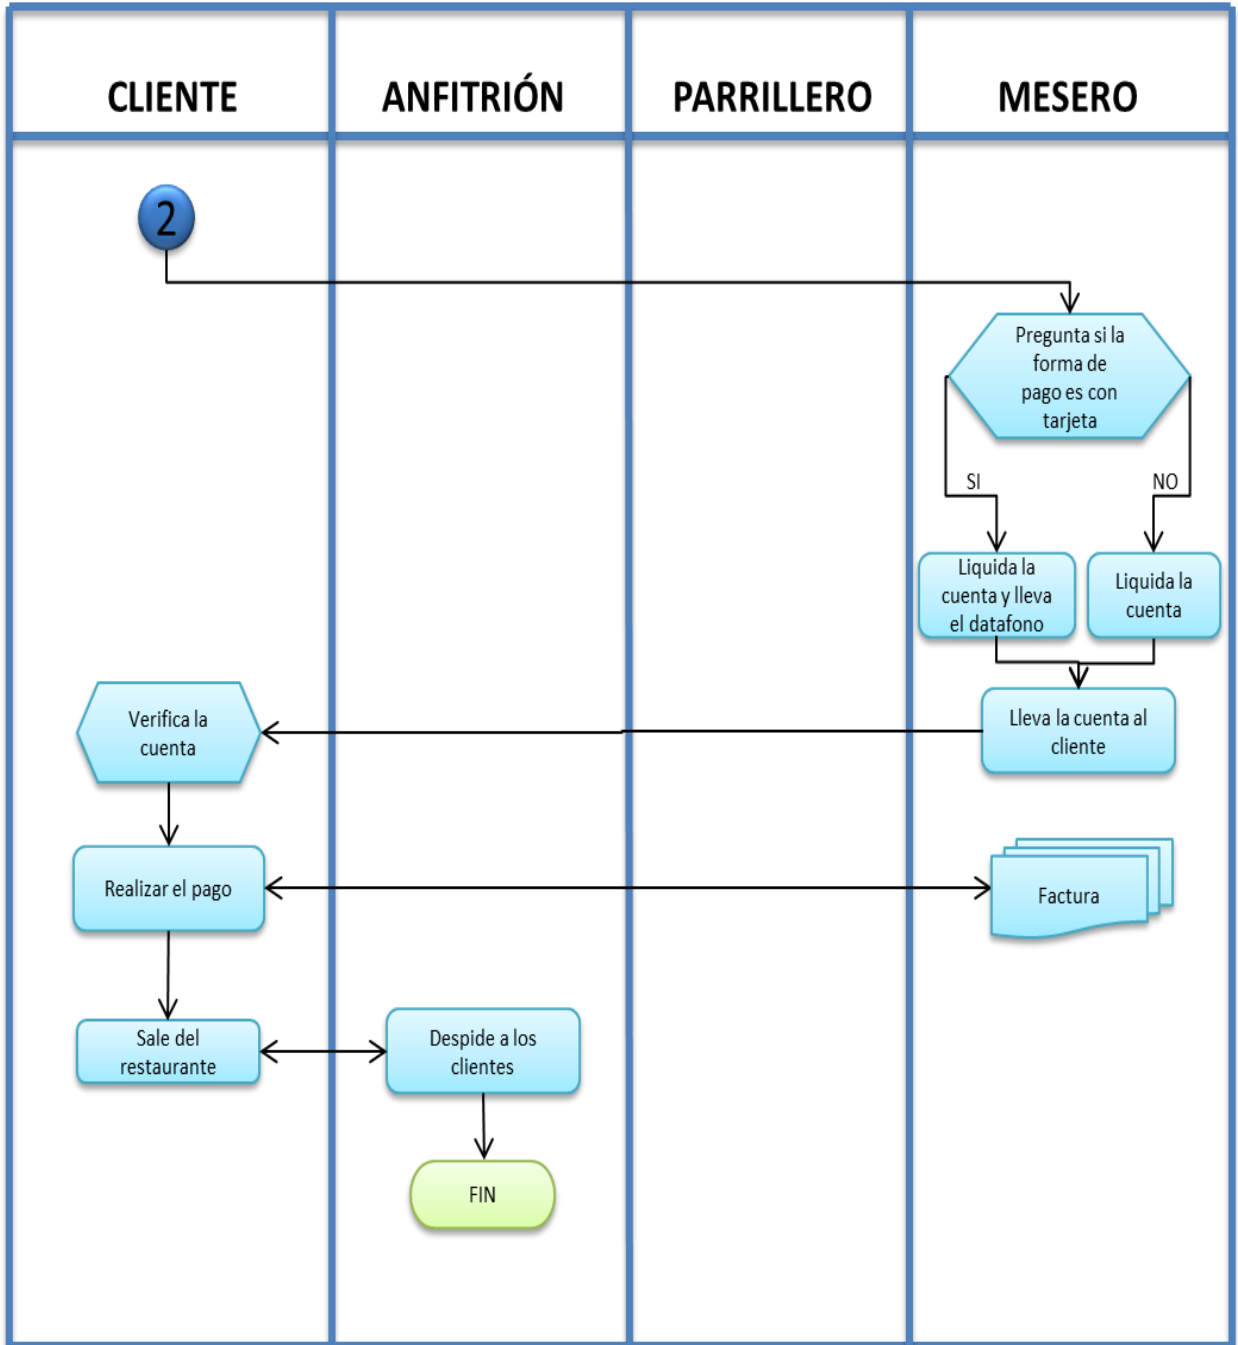 CLIENTE
ANFITRIÓN
PARRILLERO
MESERO
2
Pregunta si la
forma de
pago es con
tarjeta
SI
NO
Liquida la
cuenta y lleva
el datafono
Liquida la
cuenta
Lleva la cuenta al
cliente
Verifica la
cuenta
Realizar el pago
Factura
Sale del
restaurante
Despide a los
clientes
FIN